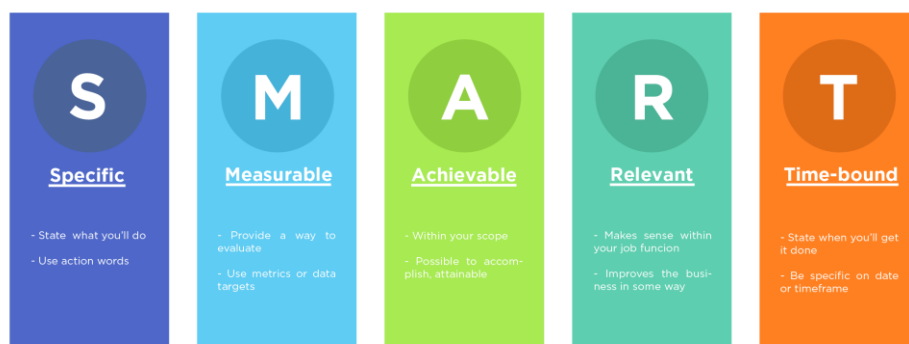 S
Specific
- State what you'll do
- Use action words
M
Measurable
- Provide a way to
evaluate
- Use metrics or data
targets
A
Achievable
- Within your scope
- Possible to accom-
plish, attainable
R
Relevant
- Makes sense within
your job funcion
- Improves the busi-
ness in some way
T
Time-bound
- State when you'll get
it done
- Be specific on date
or timeframe